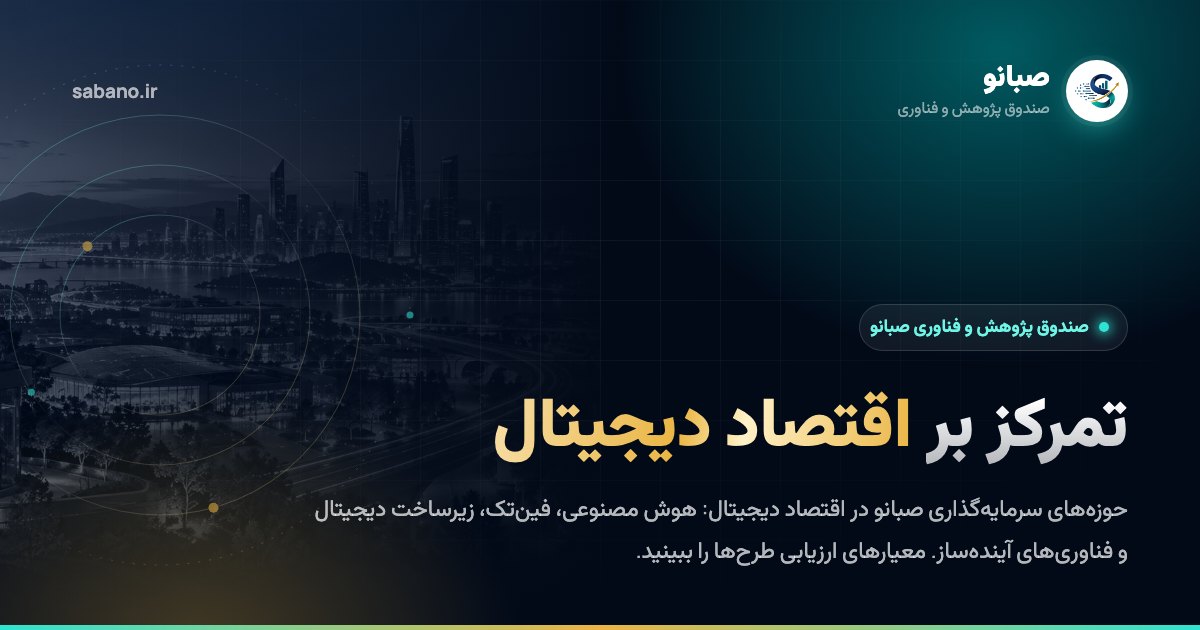 صبانو
صندوق پژوهش و فناوری
sabano.ir
صندوق پژوهش و فناوری صبانو
تمرکز بر اقتصاد دیجیتال
حوزه‌های سرمایه‌گذاری صبانو در اقتصاد دیجیتال: هوش مصنوعی، فین‌تک، زیرساخت دیجیتال
و فناوری‌های آینده‌ساز. معیارهای ارزیابی طرح‌ها را ببینید.